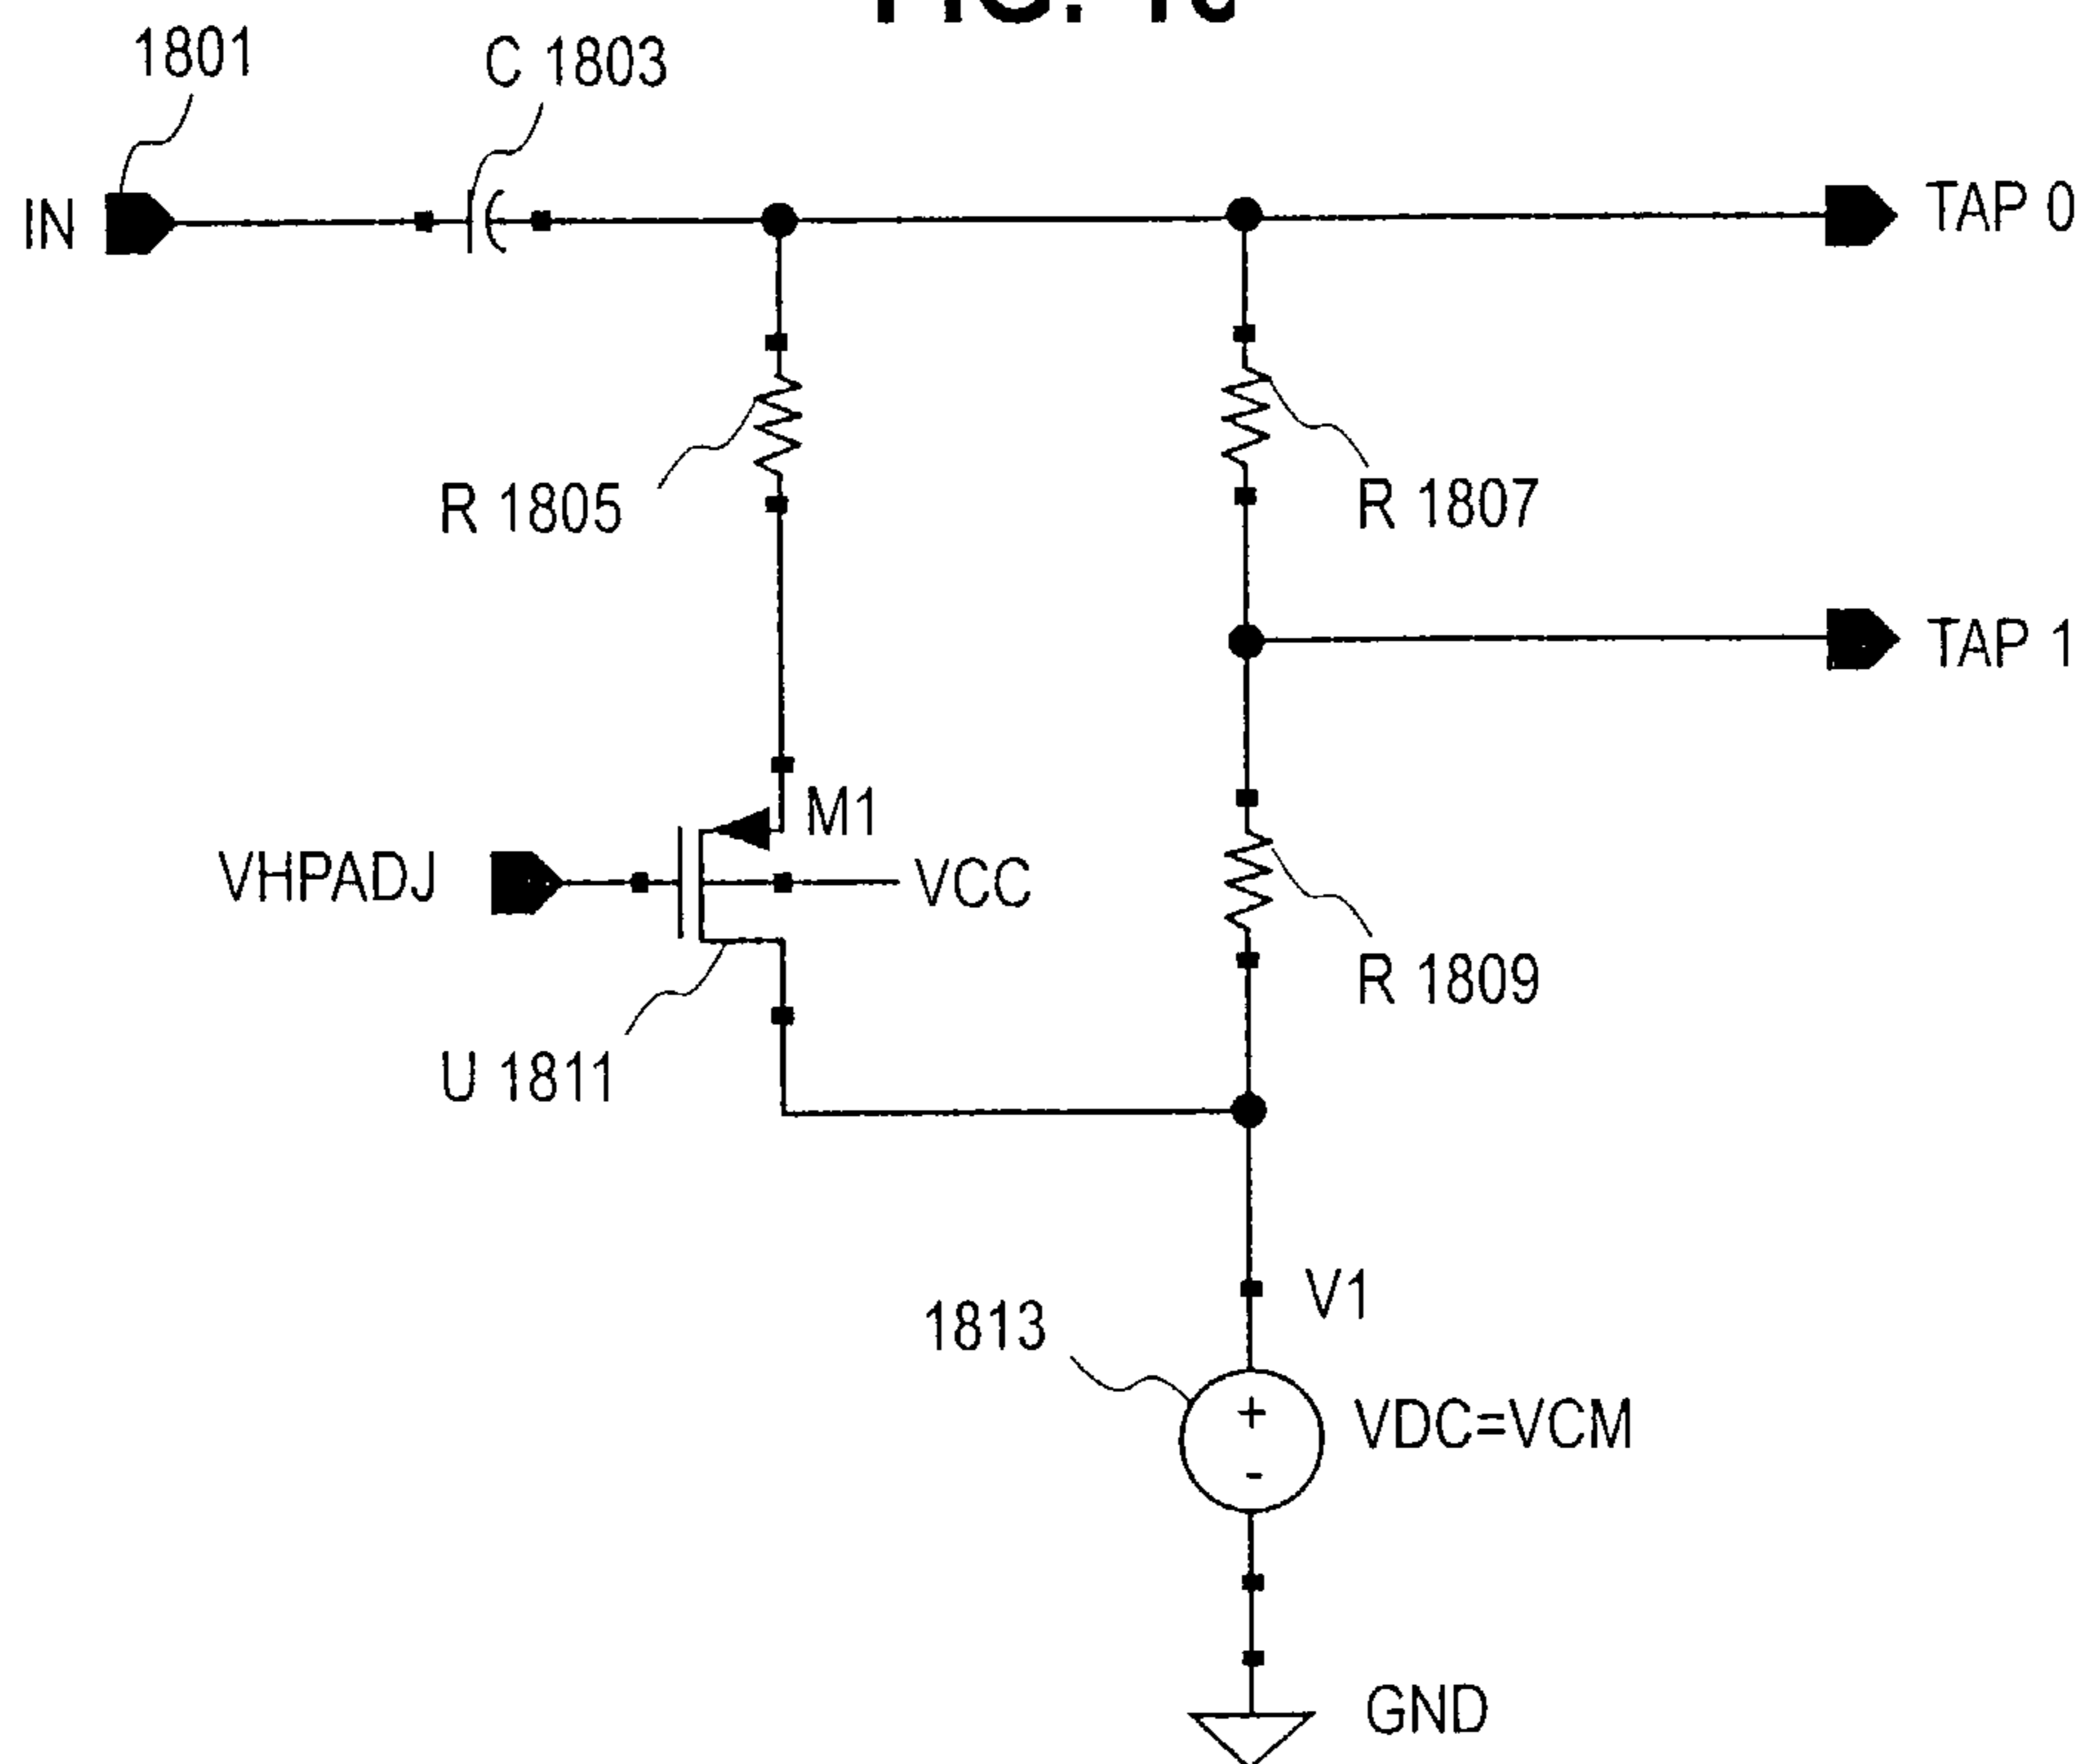 1801
C 1803
IN
TAP 0
R 1805
R 1807
TAP 1
M1
VHPADJ
VCC
R 1809
U 1811
V1
1813
+
VDC=VCM
-
GND